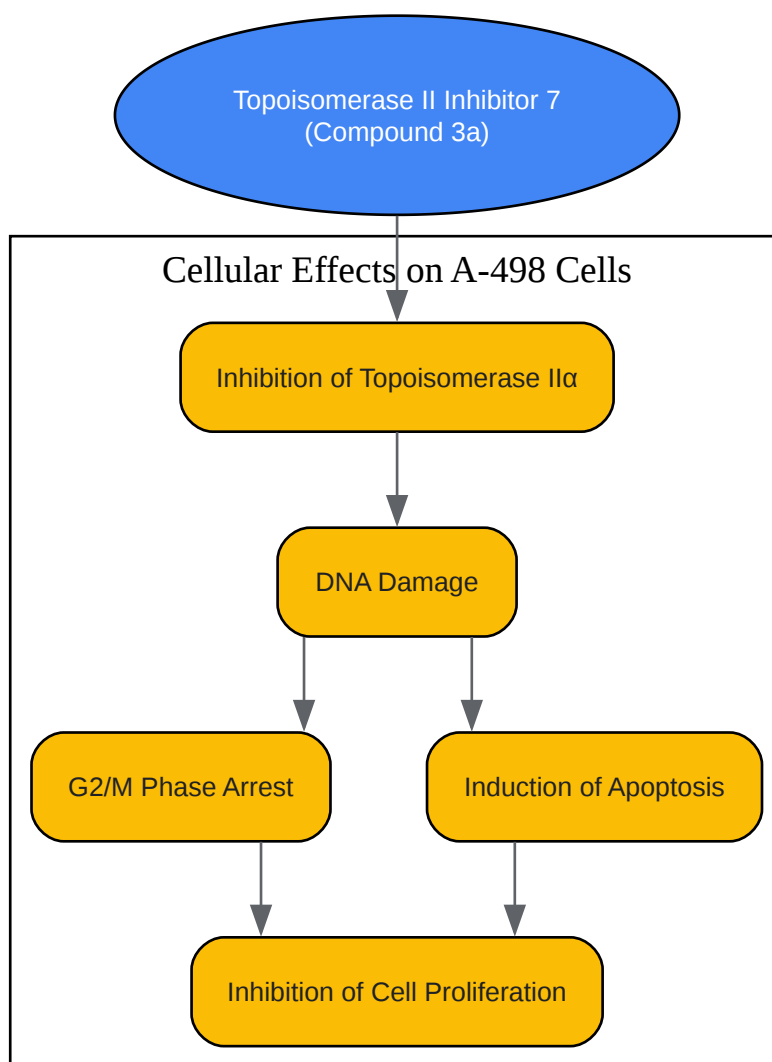 Topoisomerase II Inhibitor 7
(Compound 3a)
Cellular Effects on A-498 Cells
Inhibition of Topoisomerase IIα
DNA Damage
G2/M Phase Arrest
Induction of Apoptosis
Inhibition of Cell Proliferation